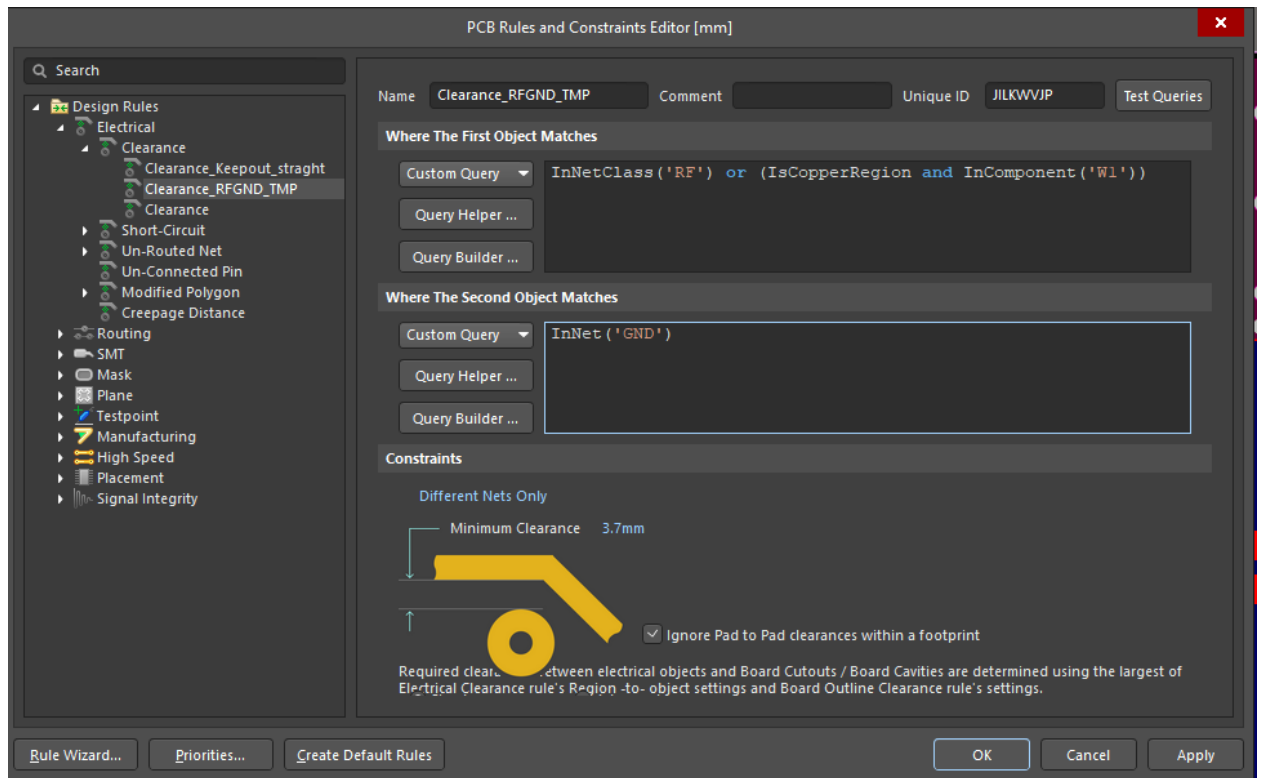 PCB Rules and Constraints Editor [mm]
Search
Design Rules
Electrical
Clearance
Clearance_Keepout_straght
Clearance_RFGND_TMP
Clearance
Short-Circuit
Un-Routed Net
Un-Connected Pin
Modified Polygon
Creepage Distance
Routing
SMT
Mask
Plane
Testpoint
Manufacturing
High Speed
Placement
Signal Integrity
Name Clearance_RFGND_TMP Comment Unique ID JILKWVJP Test Queries
Where The First Object Matches
Custom Query InNetClass('RF') or (IsCopperRegion and InComponent('W1'))
Query Helper ...
Query Builder ...
Where The Second Object Matches
Custom Query InNet('GND')
Query Helper ...
Query Builder ...
Constraints
Different Nets Only
Minimum Clearance 3.7mm
Ignore Pad to Pad clearances within a footprint
Required etween electrical objects and Board Cutouts / Board Cavities are determined using the largest of
Electrical Clearance rule's Region -to- object settings and Board Outline Clearance rule's settings.
Rule Wizard... Priorities... Create Default Rules OK Cancel Apply